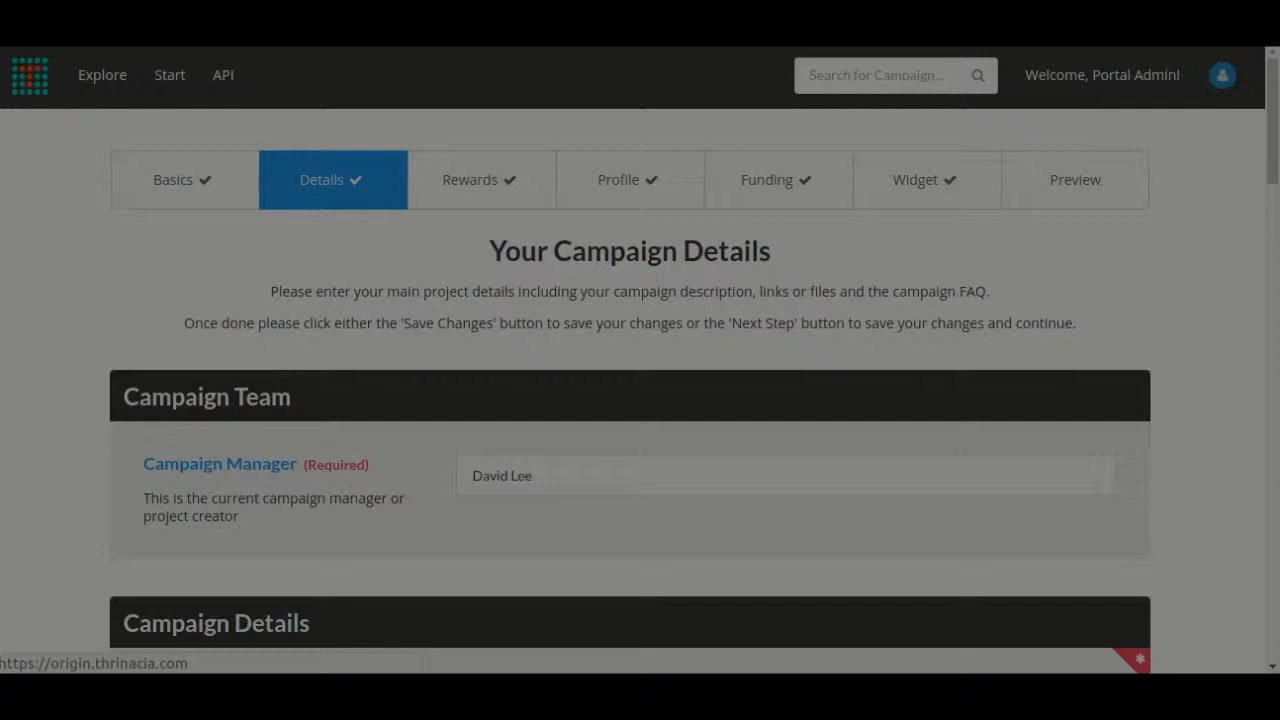 Explore Start API Search for Campaign... Welcome, Portal Admin!
Basics Details Rewards Profile Funding Widget Preview
Your Campaign Details
Please enter your main project details including your campaign description, links or files and the campaign FAQ.
Once done please click either the 'Save Changes' button to save your changes or the 'Next Step' button to save your changes and continue.
Campaign Team
Campaign Manager (Required)
David Lee
This is the current campaign manager or
project creator
Campaign Details
https://origin.thrinacia.com